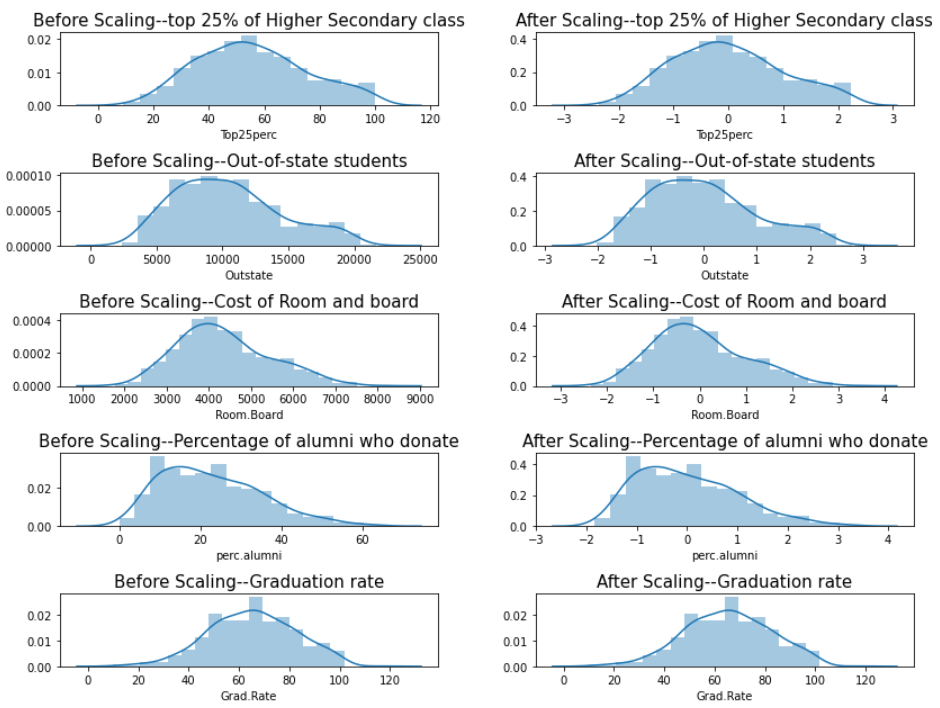 Before Scaling--top 25% of Higher Secondary class
0.02
0.01
0.00
0 20 40 60 80 100 120
Top25perc
After Scaling--top 25% of Higher Secondary class
0.4
0.2
0.0
−3 −2 −1 0 1 2 3
Top25perc
Before Scaling--Out-of-state students
0.00010
0.00005
0.00000
0 5000 10000 15000 20000 25000
Outstate
After Scaling--Out-of-state students
0.4
0.2
0.0
−3 −2 −1 0 1 2 3
Outstate
Before Scaling--Cost of Room and board
0.0004
0.0002
0.0000
1000 2000 3000 4000 5000 6000 7000 8000 9000
Room.Board
After Scaling--Cost of Room and board
0.4
0.2
0.0
−3 −2 −1 0 1 2 3 4
Room.Board
Before Scaling--Percentage of alumni who donate
0.02
0.00
0 20 40 60
perc.alumni
After Scaling--Percentage of alumni who donate
0.4
0.2
0.0
−3 −2 −1 0 1 2 3 4
perc.alumni
Before Scaling--Graduation rate
0.02
0.01
0.00
0 20 40 60 80 100 120
Grad.Rate
After Scaling--Graduation rate
0.02
0.01
0.00
0 20 40 60 80 100 120
Grad.Rate